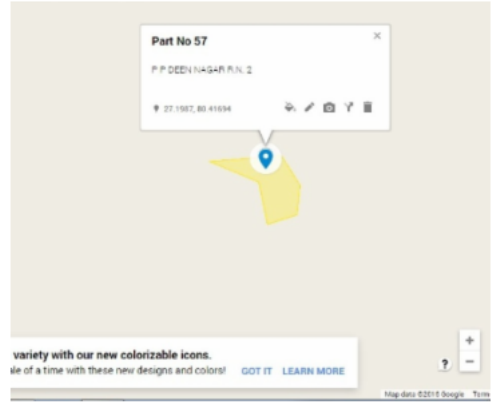 Part No 57
P P DEEN NAGAR R.N. 2
27.1987, 80.41694
variety with our new colorizable icons.
ale of a time with these new designs and colors! GOT IT LEARN MORE
+
?
−
Map data ©2015 Google Term